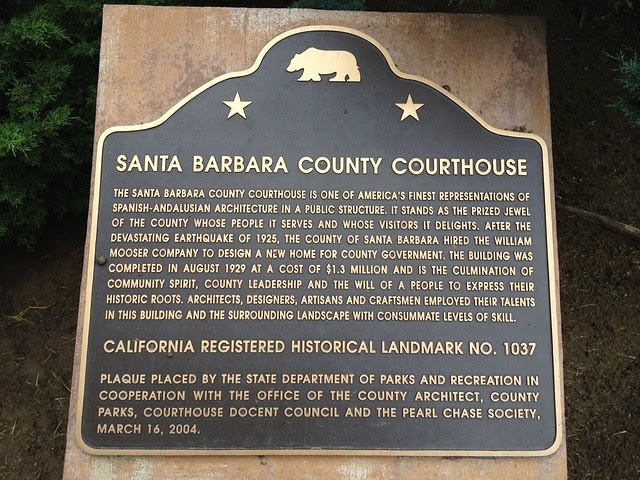 SANTA BARBARA COUNTY COURTHOUSE
THE SANTA BARBARA COUNTY COURTHOUSE IS ONE OF AMERICA'S FINEST REPRESENTATIONS OF
SPANISH-ANDALUSIAN ARCHITECTURE IN A PUBLIC STRUCTURE. IT STANDS AS THE PRIZED JEWEL
OF THE COUNTY WHOSE PEOPLE IT SERVES AND WHOSE VISITORS IT DELIGHTS. AFTER THE
DEVASTATING EARTHQUAKE OF 1925, THE COUNTY OF SANTA BARBARA HIRED THE WILLIAM
MOOSER COMPANY TO DESIGN A NEW HOME FOR COUNTY GOVERNMENT. THE BUILDING WAS
COMPLETED IN AUGUST 1929 AT A COST OF $1.3 MILLION AND IS THE CULMINATION OF
COMMUNITY SPIRIT, COUNTY LEADERSHIP AND THE WILL OF A PEOPLE TO EXPRESS THEIR
HISTORIC ROOTS. ARCHITECTS, DESIGNERS, ARTISANS AND CRAFTSMEN EMPLOYED THEIR TALENTS
IN THIS BUILDING AND THE SURROUNDING LANDSCAPE WITH CONSUMMATE LEVELS OF SKILL.
CALIFORNIA REGISTERED HISTORICAL LANDMARK NO. 1037
PLAQUE PLACED BY THE STATE DEPARTMENT OF PARKS AND RECREATION IN
COOPERATION WITH THE OFFICE OF THE COUNTY ARCHITECT, COUNTY
PARKS, COURTHOUSE DOCENT COUNCIL AND THE PEARL CHASE SOCIETY,
MARCH 16, 2004.